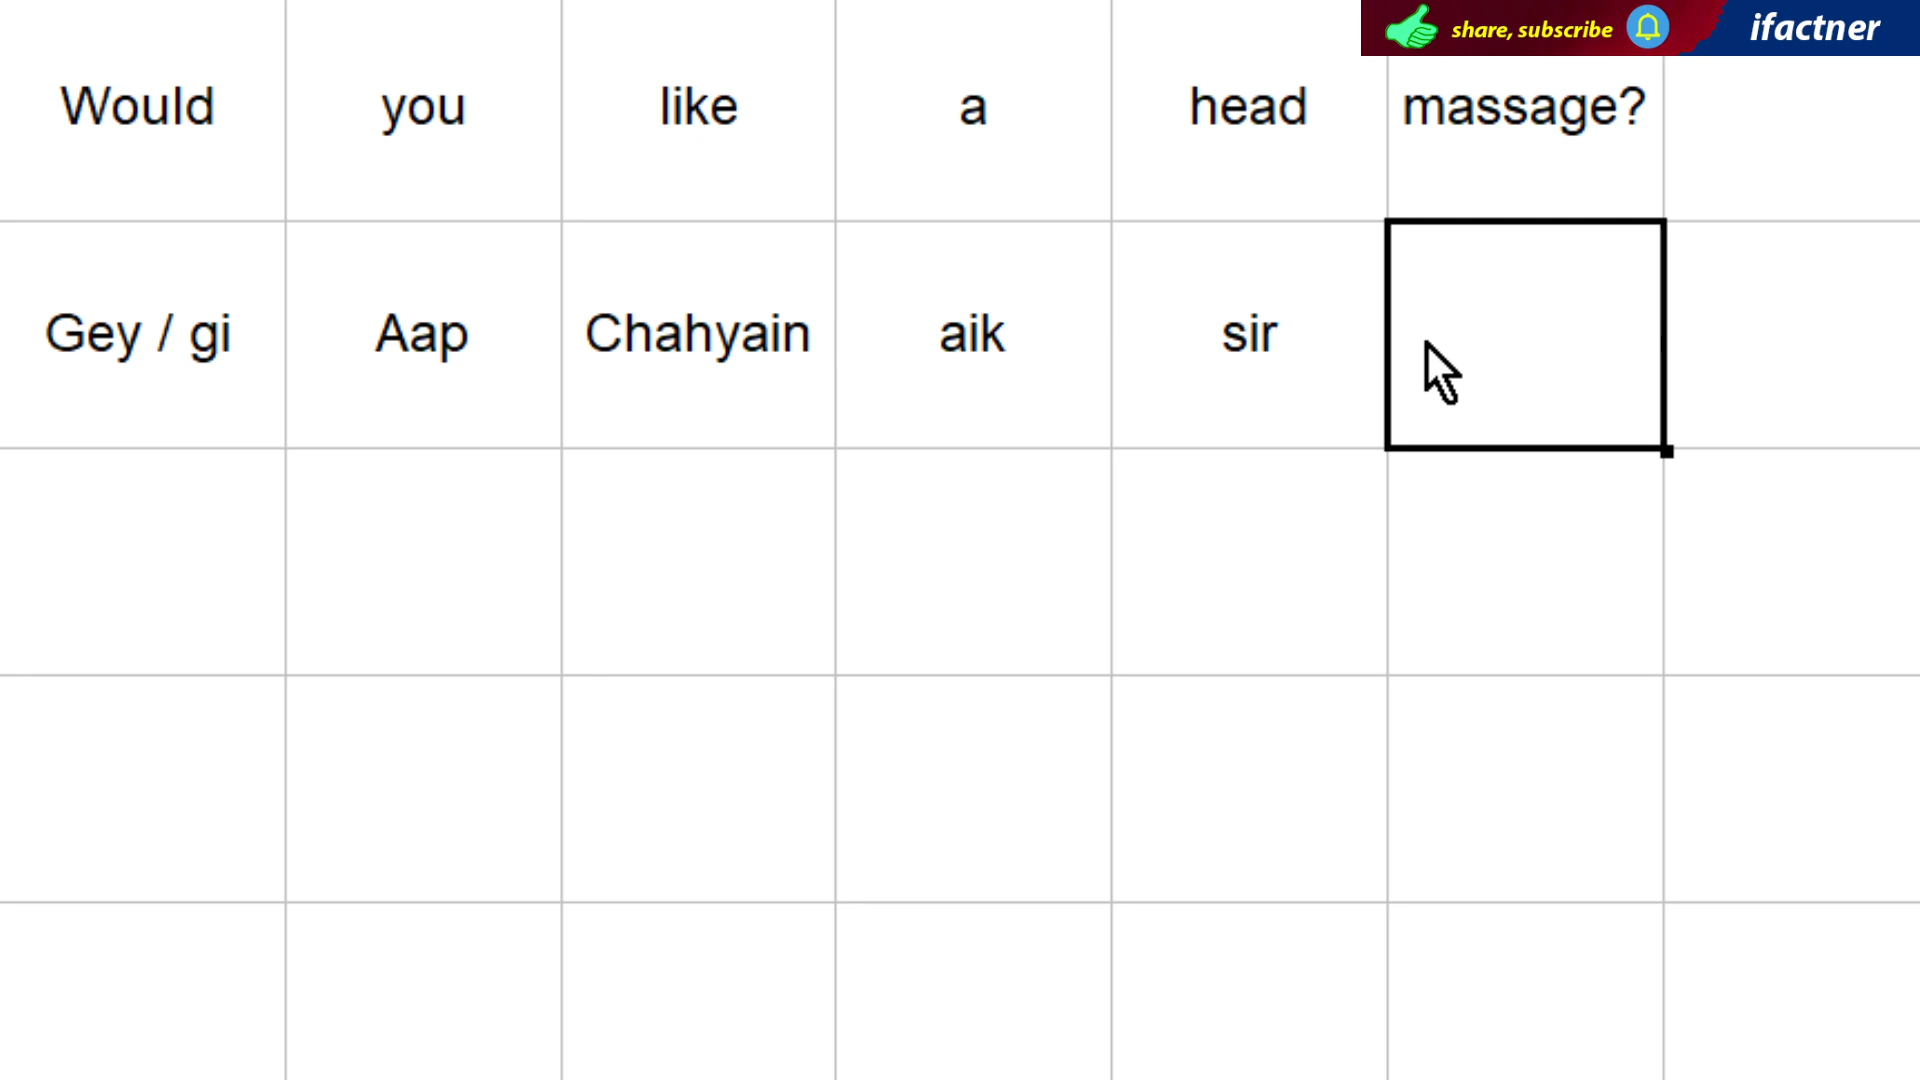 share, subscribe ifactner
Would you like a head massage?
Gey / gi Aap Chahyain aik sir